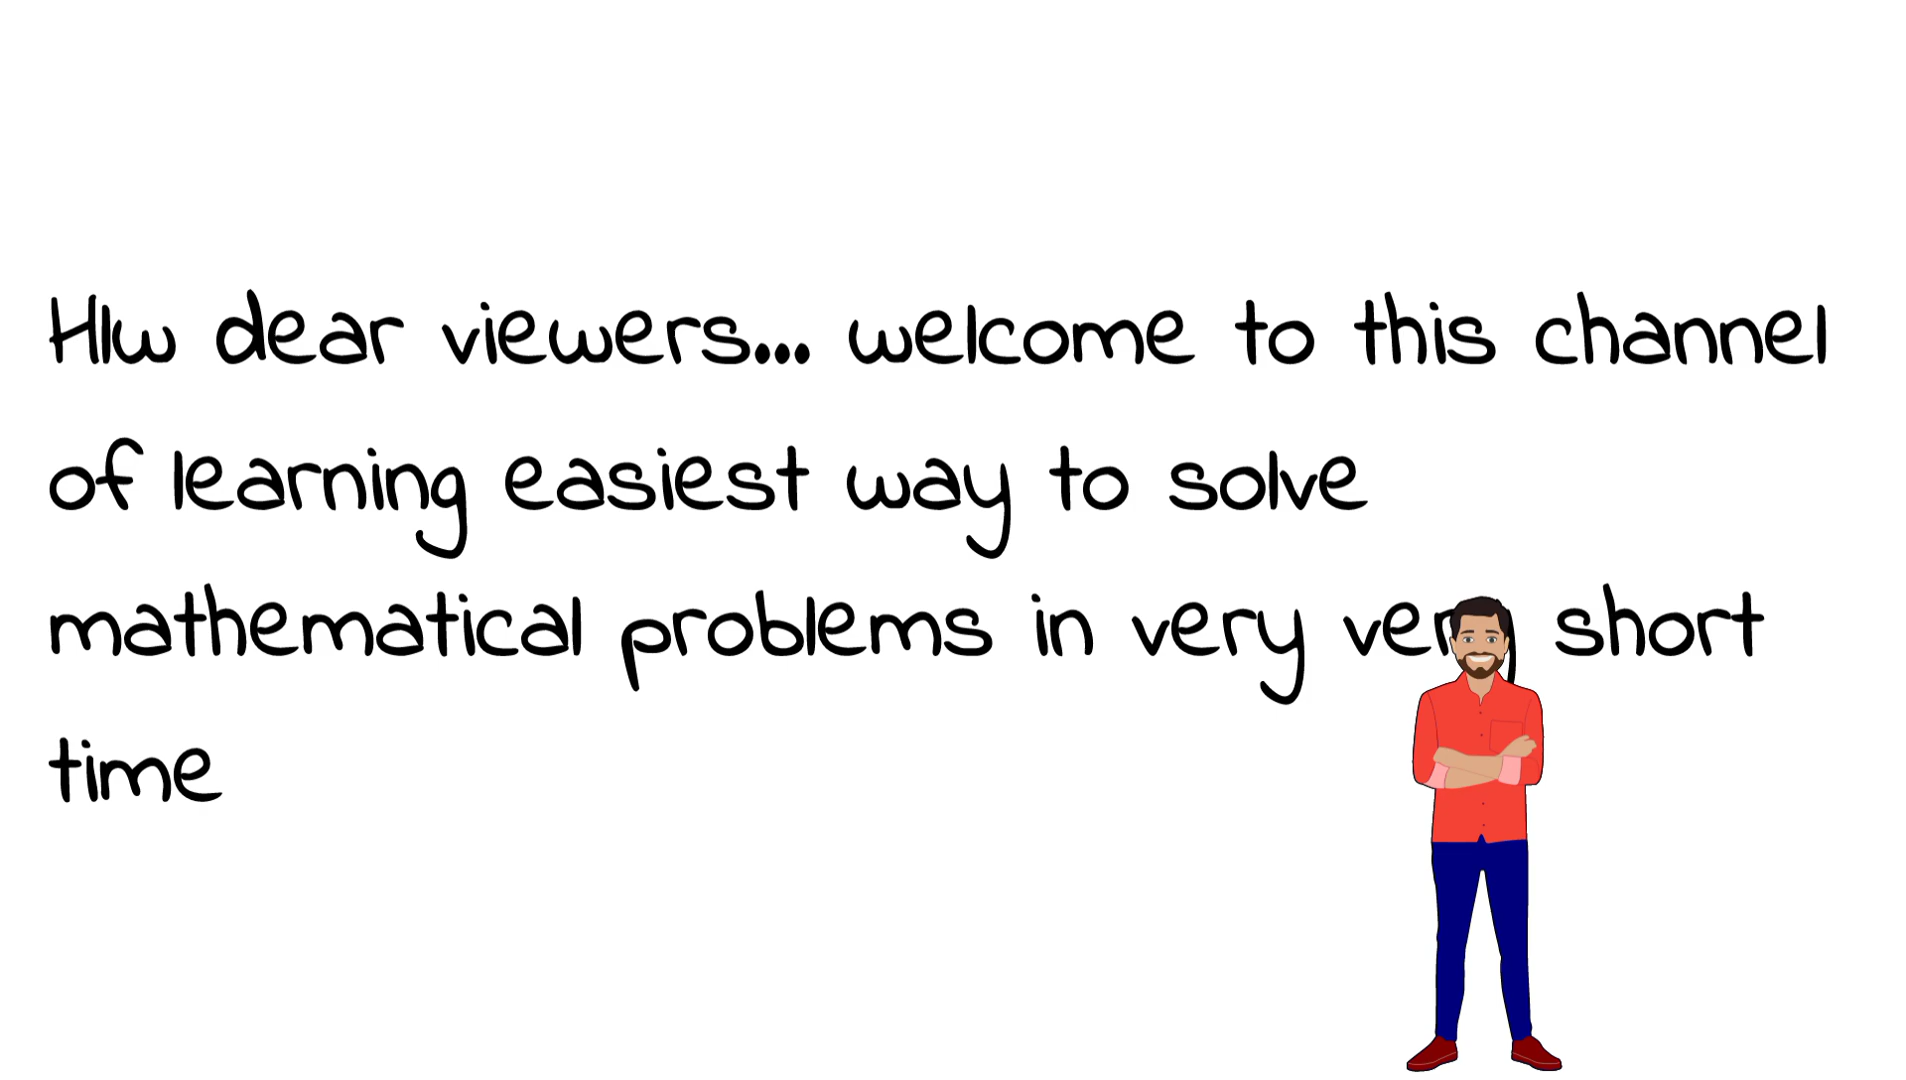 Hlw dear viewers... welcome to this channel
of learning easiest way to solve
mathematical problems in very very short
time